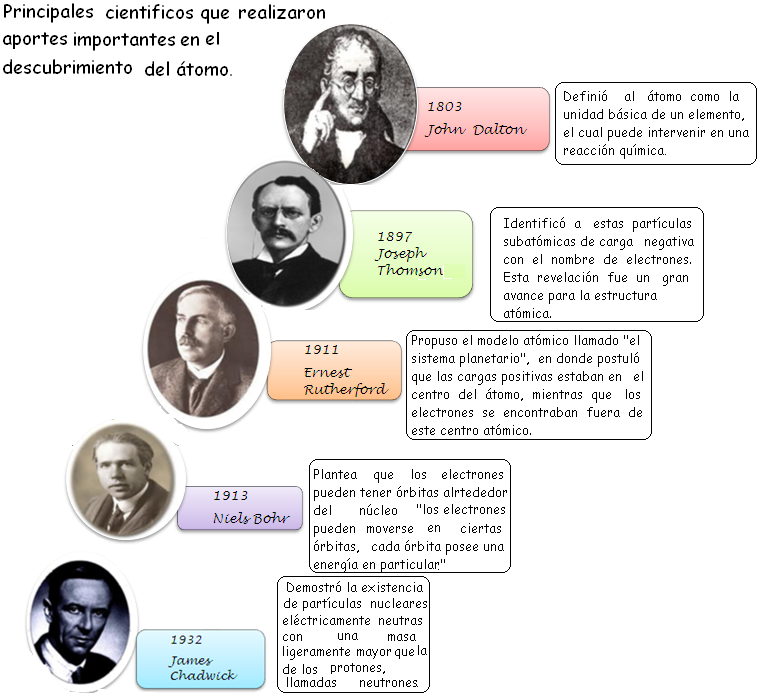 Principales científicos que realizaron
aportes importantes en el
descubrimiento del átomo.
1803
John Dalton
Definió al átomo como la
unidad básica de un elemento,
el cual puede intervenir en una
reacción química.
1897
Joseph
Thomson
Identificó a estas partículas
subatómicas de carga negativa
con el nombre de electrones.
Esta revelación fue un gran
avance para la estructura
atómica.
1911
Ernest
Rutherford
Propuso el modelo atómico llamado "el
sistema planetario", en donde postuló
que las cargas positivas estaban en el
centro del átomo, mientras que los
electrones se encontraban fuera de
este centro atómico.
1913
Niels Bohr
Plantea que los electrones
pueden tener órbitas alrtededor
del núcleo "los electrones
pueden moverse en ciertas
órbitas, cada órbita posee una
energía en particular."
1932
James
Chadwick
Demostró la existencia
de partículas nucleares
eléctricamente neutras
con una masa
ligeramente mayor que la
de los protones,
llamadas neutrones.